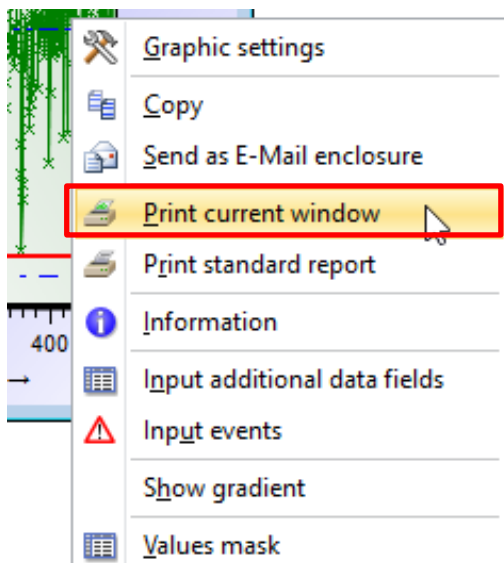 Graphic settings
Copy
Send as E-Mail enclosure
Print current window
Print standard report
Information
400
Input additional data fields
Input events
Show gradient
Values mask